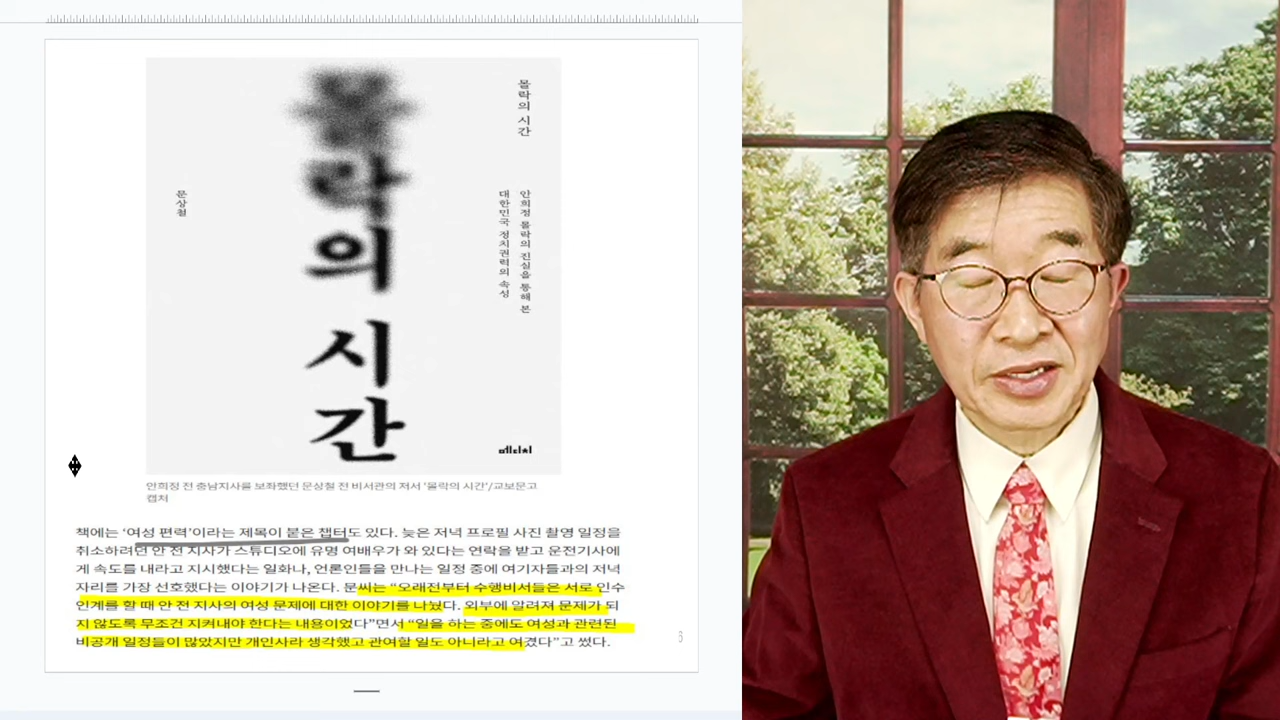 몰락의 시간
몰락의 시간
안희정 몰락의 진실을 통해 본
대한민국 정치권력의 속성
문상철
메디치
안희정 전 충남지사를 보좌했던 문상철 전 비서관의 저서 '몰락의 시간'/교보문고
캡처
책에는 ‘여성 편력’이라는 제목이 붙은 챕터도 있다. 늦은 저녁 프로필 사진 촬영 일정을
취소하려던 안 전 지사가 스튜디오에 유명 여배우가 와 있다는 연락을 받고 운전기사에
게 속도를 내라고 지시했다는 일화나, 언론인들을 만나는 일정 중에 여기자들과의 저녁
자리를 가장 선호했다는 이야기가 나온다. 문씨는 “오래전부터 수행비서들은 서로 인수
인계를 할 때 안 전 지사의 여성 문제에 대한 이야기를 나눴다. 외부에 알려져 문제가 되
지 않도록 무조건 지켜내야 한다는 내용이었다”면서 “일을 하는 중에도 여성과 관련된
비공개 일정들이 많았지만 개인사라 생각했고 관여할 일도 아니라고 여겼다”고 썼다.
6